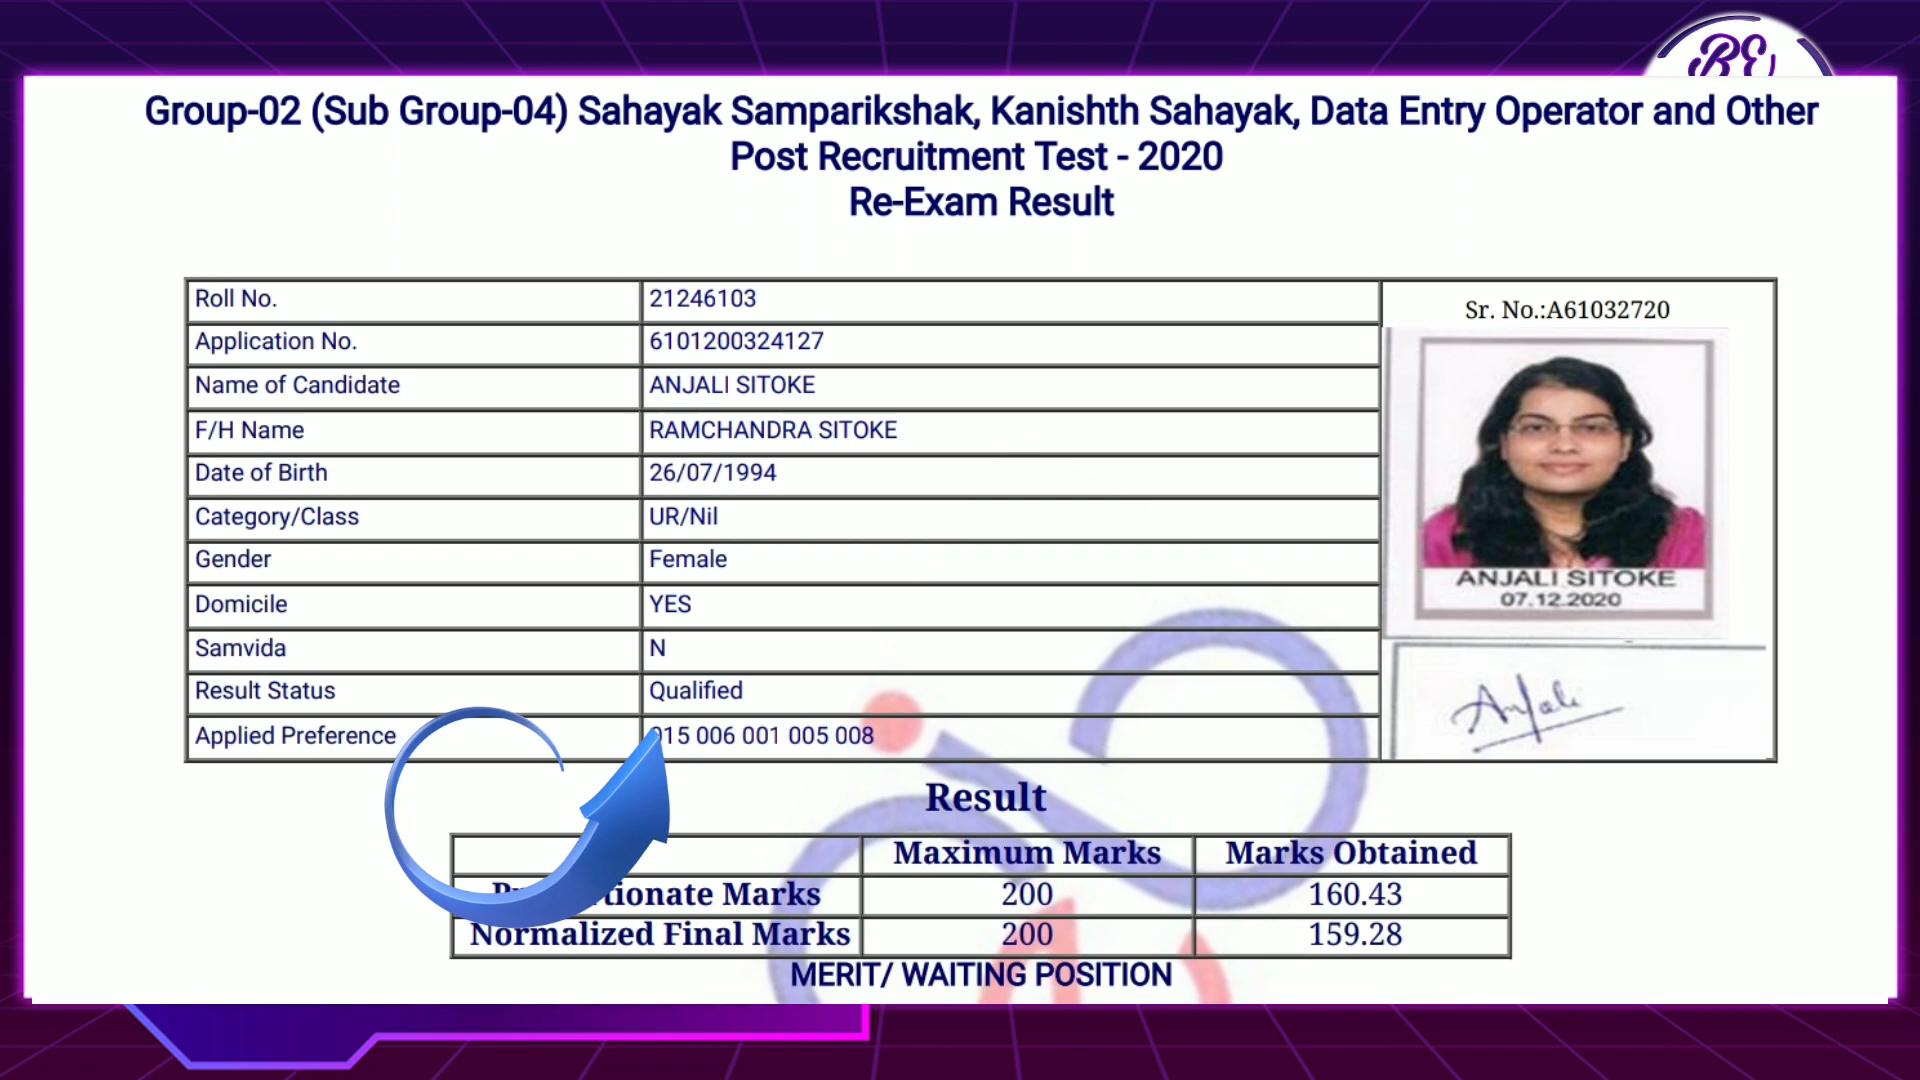 BE
Group-02 (Sub Group-04) Sahayak Samparikshak, Kanishth Sahayak, Data Entry Operator and Other
Post Recruitment Test - 2020
Re-Exam Result
Roll No. 21246103
Sr. No.:A61032720
Application No. 6101200324127
Name of Candidate ANJALI SITOKE
F/H Name RAMCHANDRA SITOKE
Date of Birth 26/07/1994
Category/Class UR/Nil
Gender Female
Domicile YES
Samvida N
Result Status Qualified
Applied Preference 015 006 001 005 008
ANJALI SITOKE
07.12.2020
Anjali
Result
Maximum Marks Marks Obtained
Marks 200 160.43
Normalized Final Marks 200 159.28
MERIT/ WAITING POSITION